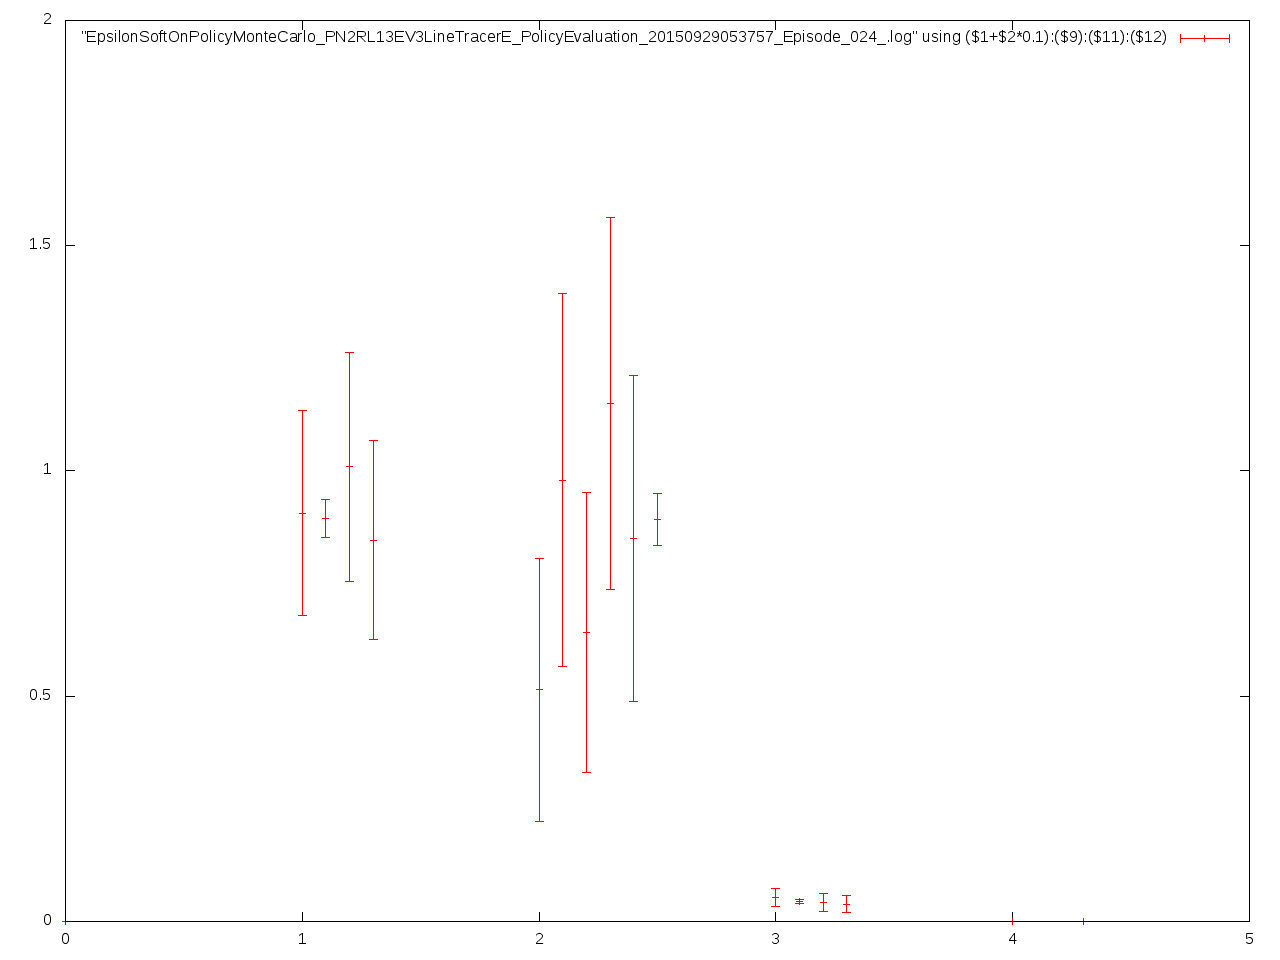 2
"EpsilonSoftOnPolicyMonteCarlo_PN2RL13EV3LineTracerE_PolicyEvaluation_20150929053757_Episode_024_.log" using ($1+$2*0.1):($9):($11):($12)
1.5
1
0.5
0
0 1 2 3 4 5